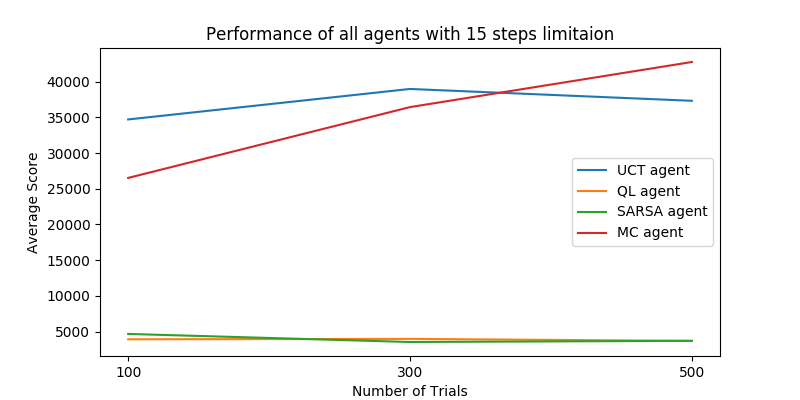 Performance of all agents with 15 steps limitaion
Average Score
40000
35000
30000
25000
20000
15000
10000
5000
UCT agent
QL agent
SARSA agent
MC agent
100
300
500
Number of Trials